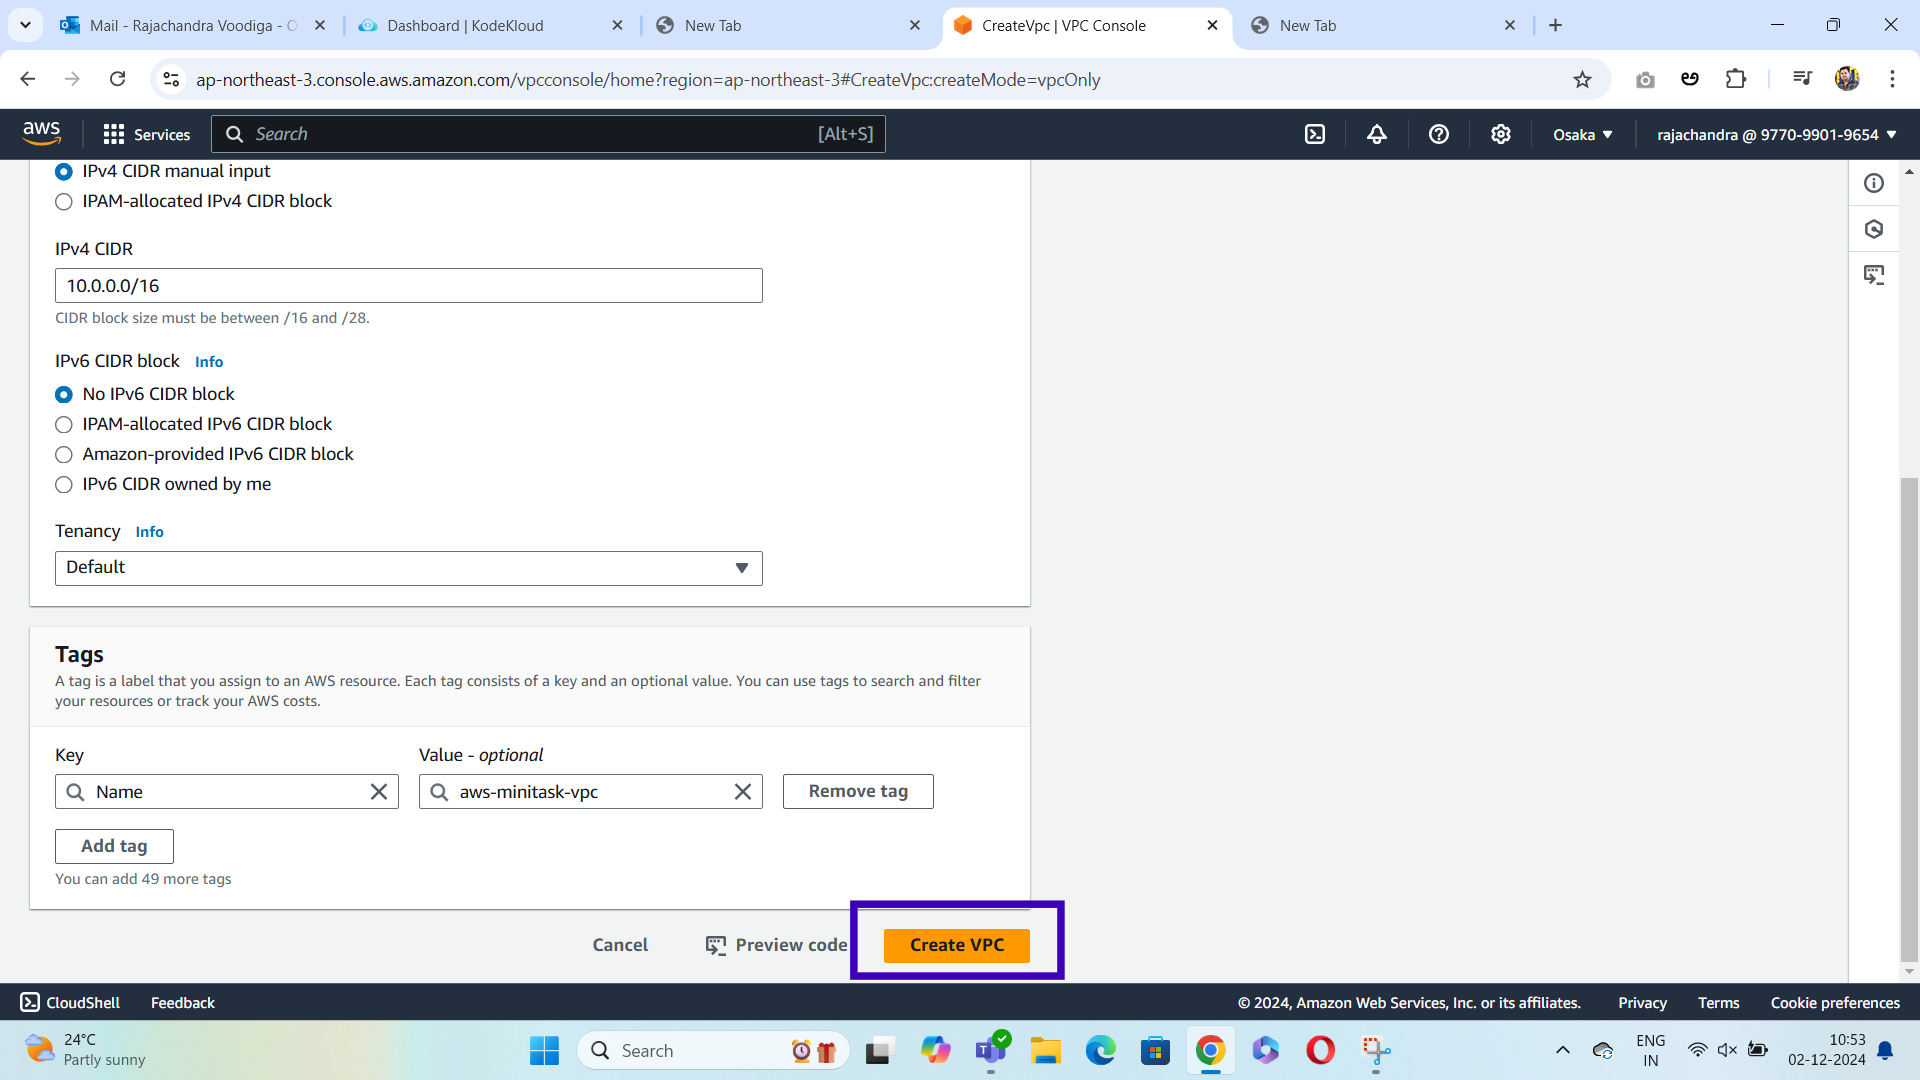 Mail - Rajachandra Voodiga - O
Dashboard | KodeKloud
New Tab
CreateVpc | VPC Console
New Tab
ap-northeast-3.console.aws.amazon.com/vpcconsole/home?region=ap-northeast-3#CreateVpc:createMode=vpcOnly
aws
Services
Search
[Alt+S]
Osaka
rajachandra @ 9770-9901-9654
IPv4 CIDR manual input
IPAM-allocated IPv4 CIDR block
IPv4 CIDR
10.0.0.0/16
CIDR block size must be between /16 and /28.
IPv6 CIDR block Info
No IPv6 CIDR block
IPAM-allocated IPv6 CIDR block
Amazon-provided IPv6 CIDR block
IPv6 CIDR owned by me
Tenancy Info
Default
Tags
A tag is a label that you assign to an AWS resource. Each tag consists of a key and an optional value. You can use tags to search and filter
your resources or track your AWS costs.
Key
Value - optional
Name
aws-minitask-vpc
Remove tag
Add tag
You can add 49 more tags
Cancel
Preview code
Create VPC
CloudShell
Feedback
© 2024, Amazon Web Services, Inc. or its affiliates.
Privacy
Terms
Cookie preferences
24°C
Partly sunny
Search
ENG
IN
10:53
02-12-2024